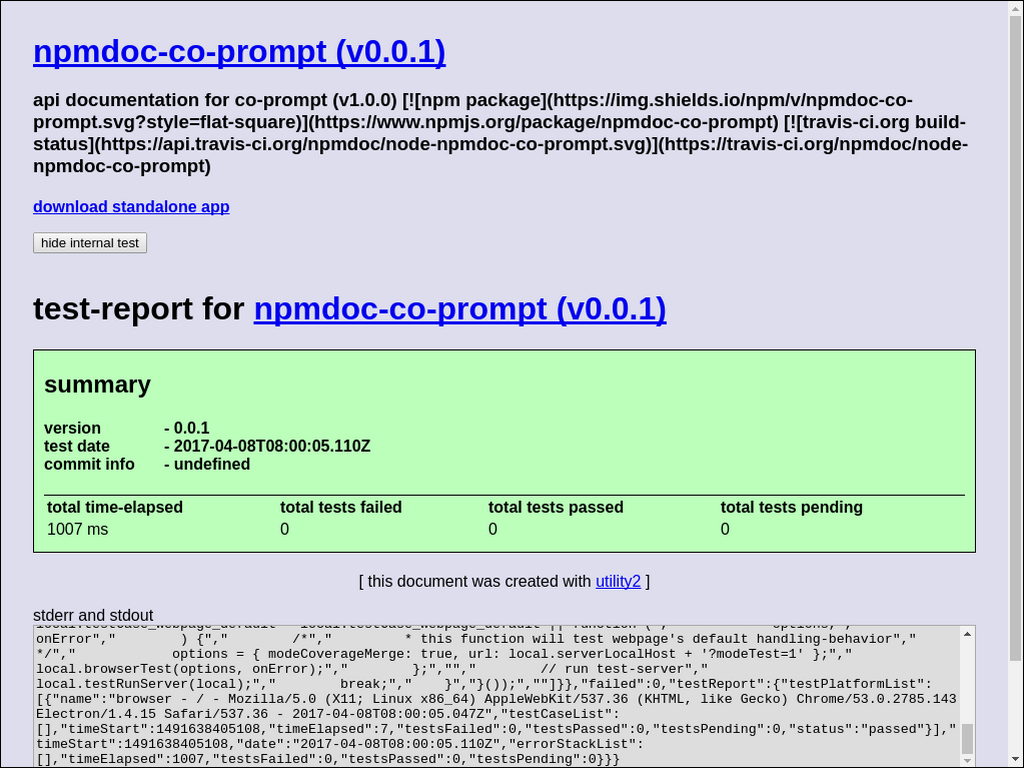 npmdoc-co-prompt (v0.0.1)
api documentation for co-prompt (v1.0.0) [![npm package](https://img.shields.io/npm/v/npmdoc-co-
prompt.svg?style=flat-square)](https://www.npmjs.org/package/npmdoc-co-prompt) [![travis-ci.org build-
status](https://api.travis-ci.org/npmdoc/node-npmdoc-co-prompt.svg)](https://travis-ci.org/npmdoc/node-
npmdoc-co-prompt)
download standalone app
hide internal test
test-report for npmdoc-co-prompt (v0.0.1)
summary
version - 0.0.1
test date - 2017-04-08T08:00:05.110Z
commit info - undefined
total time-elapsed total tests failed total tests passed total tests pending
1007 ms 0 0 0
[ this document was created with utility2 ]
stderr and stdout
local.testCase_webpage_default = local.testCase_webpage_default || function (","            options,","
onError","        ) {","        /*","         * this function will test webpage's default handling-behavior","
*/","            options = { modeCoverageMerge: true, url: local.serverLocalHost + '?modeTest=1' };","
local.browserTest(options, onError);","        };","","        // run test-server","
local.testRunServer(local);","        break;","    }","}());",""]}},"failed":0,"testReport":{"testPlatformList":
[{"name":"browser - / - Mozilla/5.0 (X11; Linux x86_64) AppleWebKit/537.36 (KHTML, like Gecko) Chrome/53.0.2785.143
Electron/1.4.15 Safari/537.36 - 2017-04-08T08:00:05.047Z","testCaseList":
[],"timeStart":1491638405108,"timeElapsed":7,"testsFailed":0,"testsPassed":0,"testsPending":0,"status":"passed"}],"
timeStart":1491638405108,"date":"2017-04-08T08:00:05.110Z","errorStackList":
[],"timeElapsed":1007,"testsFailed":0,"testsPassed":0,"testsPending":0}}}